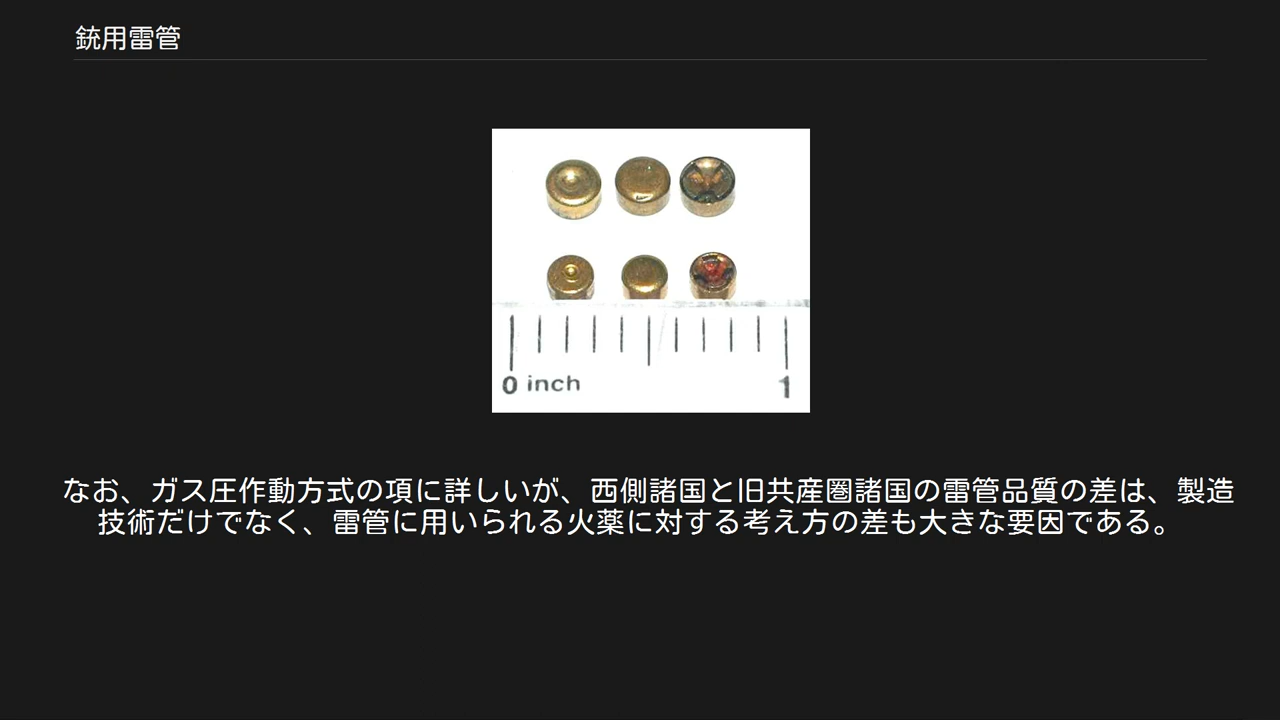 銃用雷管
0 inch 1
なお、ガス圧作動方式の項に詳しいが、西側諸国と旧共産圏諸国の雷管品質の差は、製造
技術だけでなく、雷管に用いられる火薬に対する考え方の差も大きな要因である。